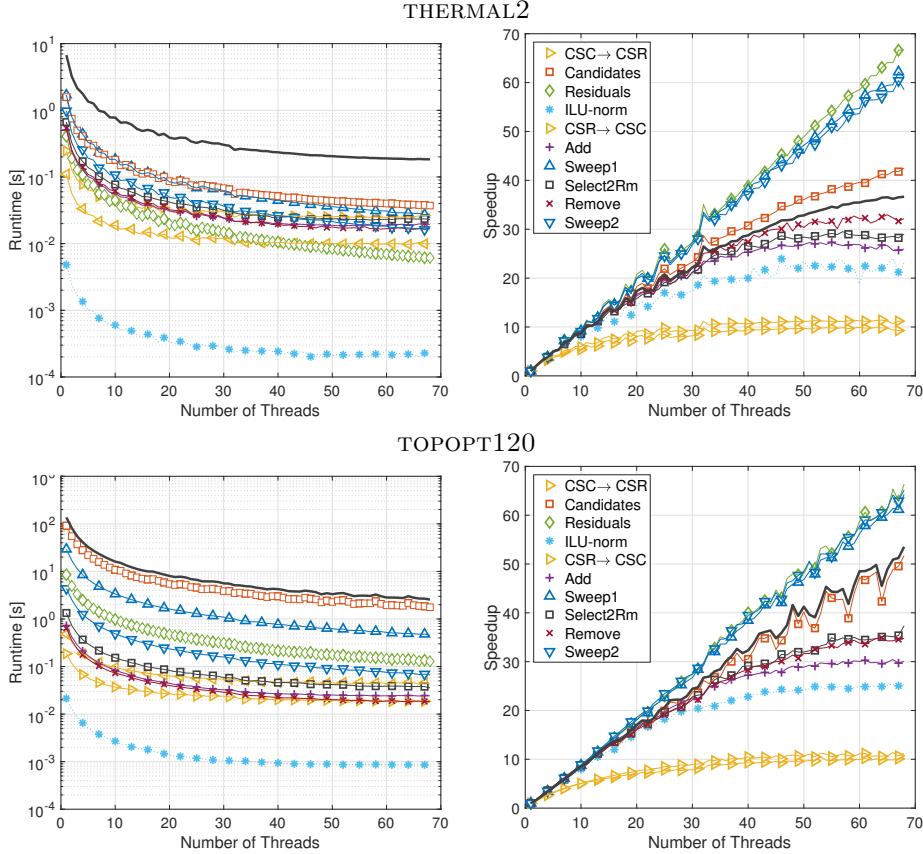 THERMAL2
10^1
10^0
10^-1
10^-2
10^-3
10^-4
Runtime [s]
0 10 20 30 40 50 60 70
Number of Threads
70
60
50
40
30
20
10
0
Speedup
CSC→CSR
Candidates
Residuals
ILU-norm
CSR→CSC
Add
Sweep1
Select2Rm
Remove
Sweep2
0 10 20 30 40 50 60 70
Number of Threads
TOPOPT120
10^3
10^2
10^1
10^0
10^-1
10^-2
10^-3
10^-4
Runtime [s]
0 10 20 30 40 50 60 70
Number of Threads
70
60
50
40
30
20
10
0
Speedup
CSC→CSR
Candidates
Residuals
ILU-norm
CSR→CSC
Add
Sweep1
Select2Rm
Remove
Sweep2
0 10 20 30 40 50 60 70
Number of Threads